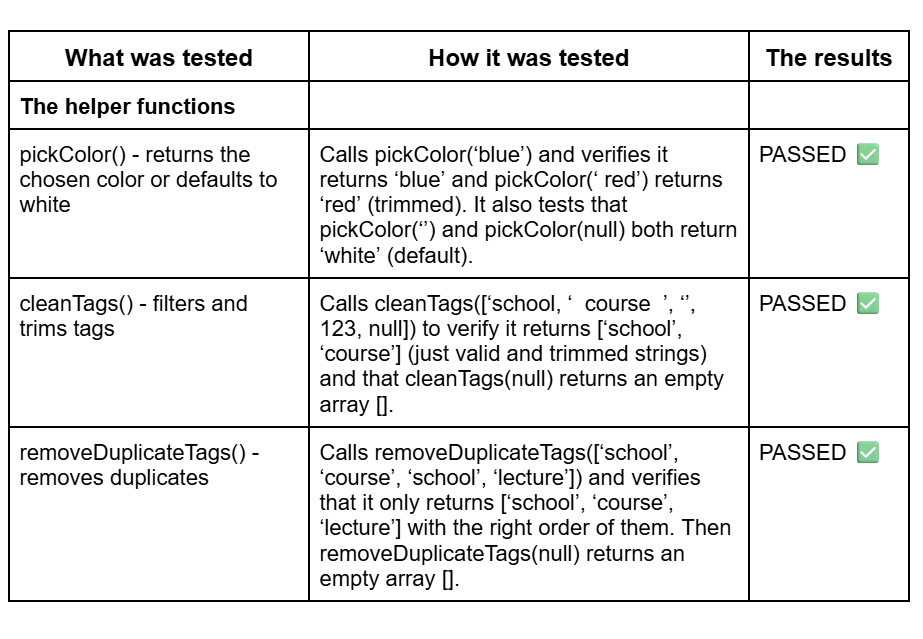 What was tested
How it was tested
The results
The helper functions
pickColor() - returns the
chosen color or defaults to
white
Calls pickColor(‘blue’) and verifies it
returns ‘blue’ and pickColor(‘ red’) returns
‘red’ (trimmed). It also tests that
pickColor(‘’) and pickColor(null) both return
‘white’ (default).
PASSED ✅
cleanTags() - filters and
trims tags
Calls cleanTags([‘school, ‘  course  ’, ‘’,
123, null]) to verify it returns [‘school’,
‘course’] (just valid and trimmed strings)
and that cleanTags(null) returns an empty
array [].
PASSED ✅
removeDuplicateTags() -
removes duplicates
Calls removeDuplicateTags([‘school’,
‘course’, ‘school’, ‘lecture’]) and verifies
that it only returns [‘school’, ‘course’,
‘lecture’] with the right order of them. Then
removeDuplicateTags(null) returns an
empty array [].
PASSED ✅